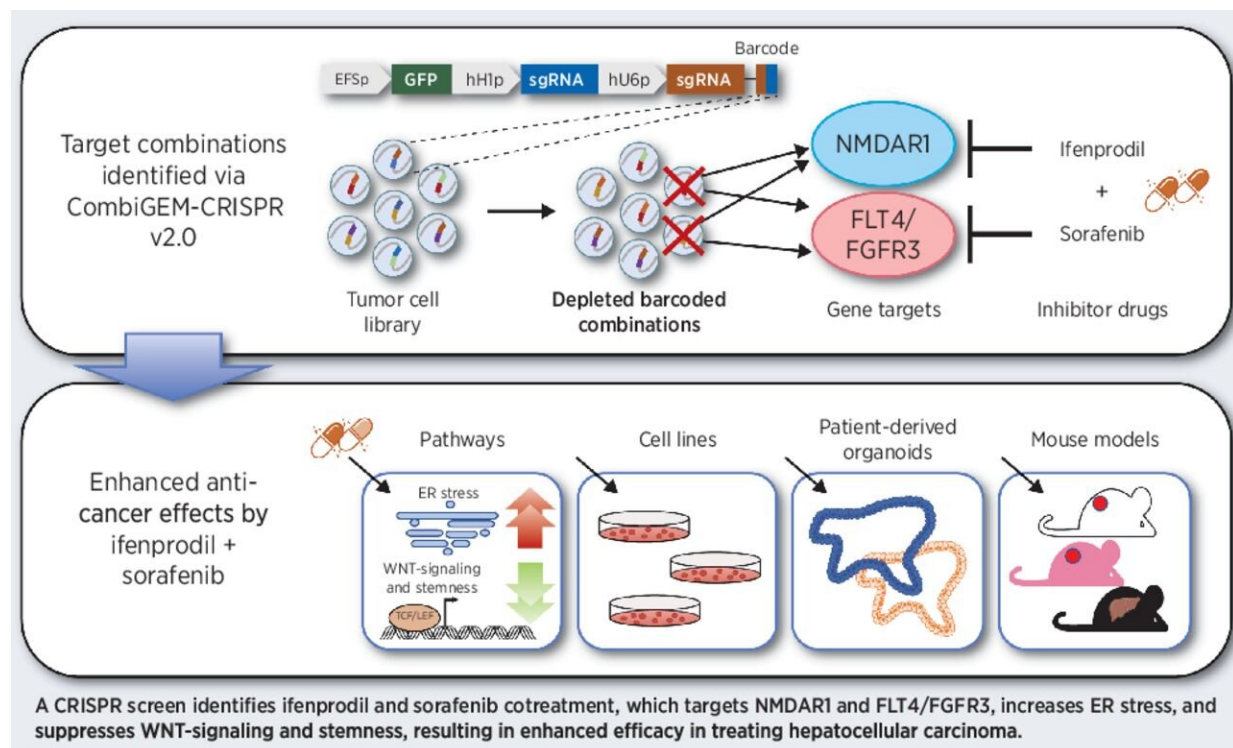 Barcode
EFSp
GFP
hH1p
sgRNA
hU6p
sgRNA
Target combinations
identified via
CombiGEM-CRISPR
v2.0
Tumor cell
library
Depleted barcoded
combinations
NMDAR1
FLT4/
FGFR3
Gene targets
Ifenprodil
+
Sorafenib
Inhibitor drugs
Enhanced anti-
cancer effects by
ifenprodil +
sorafenib
Pathways
ER stress
WNT-signaling
and stemness
TCF/LEF
Cell lines
Patient-derived
organoids
Mouse models
A CRISPR screen identifies ifenprodil and sorafenib cotreatment, which targets NMDAR1 and FLT4/FGFR3, increases ER stress, and
suppresses WNT-signaling and stemness, resulting in enhanced efficacy in treating hepatocellular carcinoma.